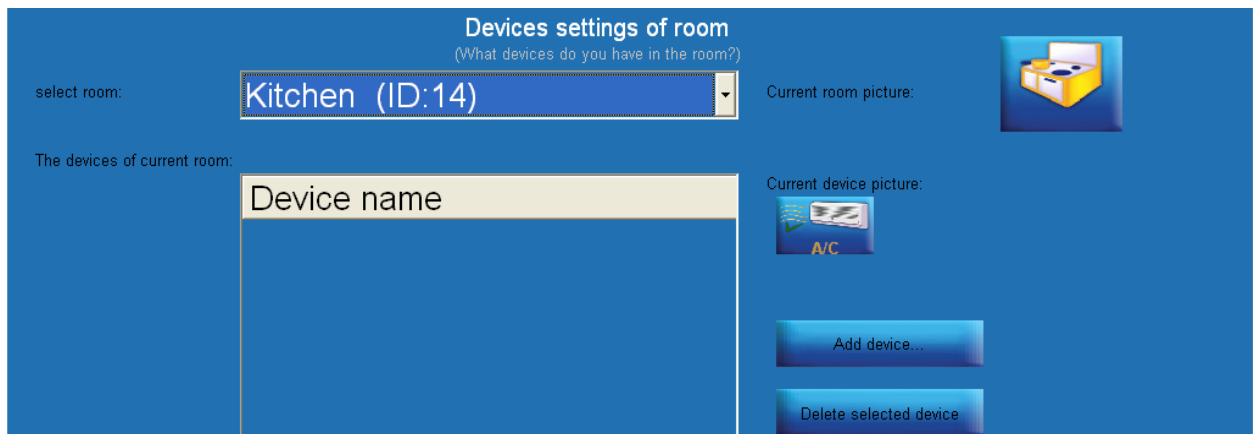 Devices settings of room
(What devices do you have in the room?)
select room:
Kitchen (ID:14)
Current room picture:
The devices of current room:
Device name
Current device picture:
A/C
Add device...
Delete selected device